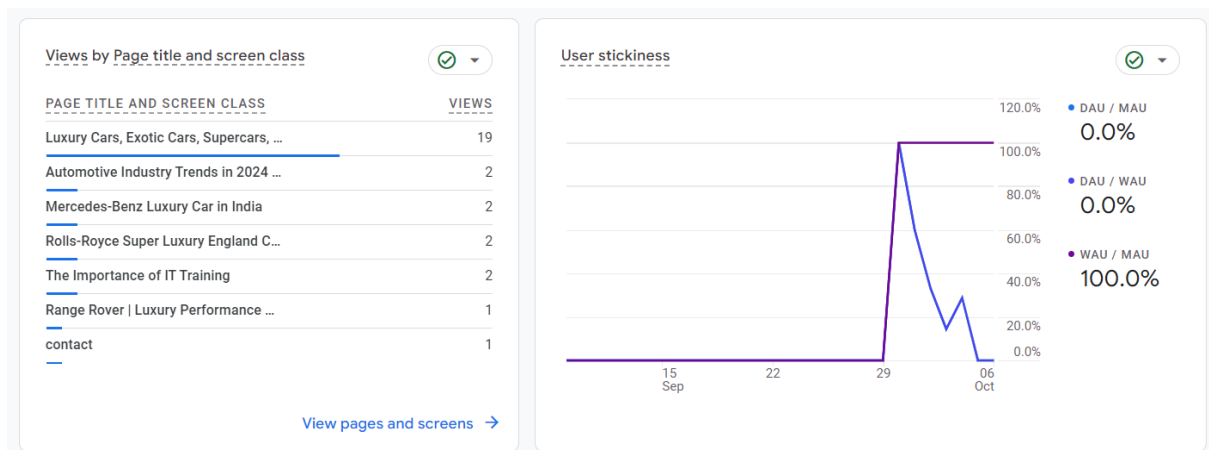 Views by Page title and screen class
PAGE TITLE AND SCREEN CLASS VIEWS
Luxury Cars, Exotic Cars, Supercars, ... 19
Automotive Industry Trends in 2024 ... 2
Mercedes-Benz Luxury Car in India 2
Rolls-Royce Super Luxury England C... 2
The Importance of IT Training 2
Range Rover | Luxury Performance ... 1
contact 1
View pages and screens
User stickiness
120.0%
100.0%
80.0%
60.0%
40.0%
20.0%
0.0%
15 22 29 06
Sep Oct
DAU / MAU
0.0%
DAU / WAU
0.0%
WAU / MAU
100.0%